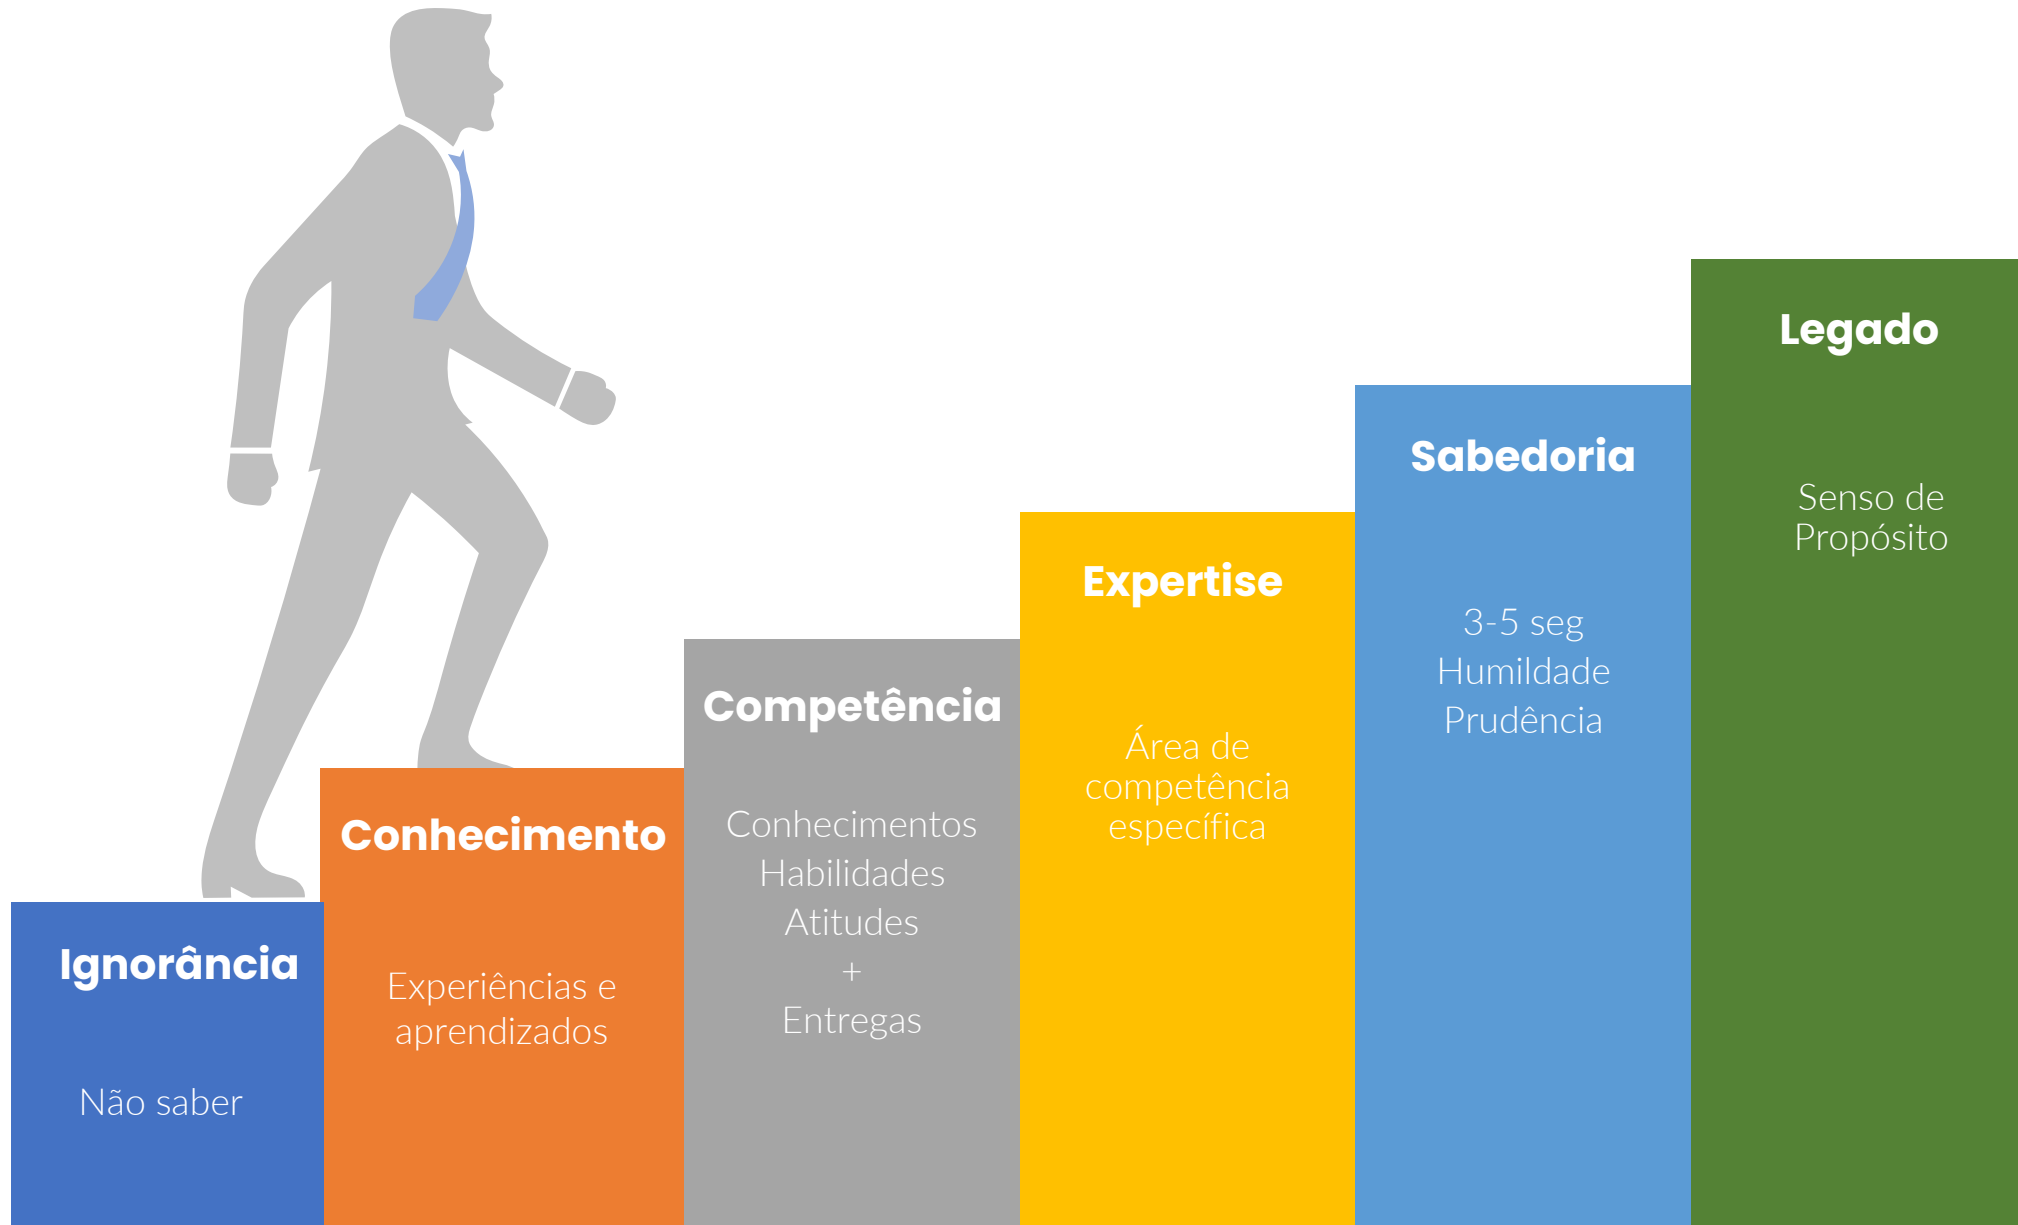 Ignorância
Não saber
Conhecimento
Experiências e
aprendizados
Competência
Conhecimentos
Habilidades
Atitudes
+
Entregas
Expertise
Área de
competência
específica
Sabedoria
3-5 seg
Humildade
Prudência
Legado
Senso de
Propósito